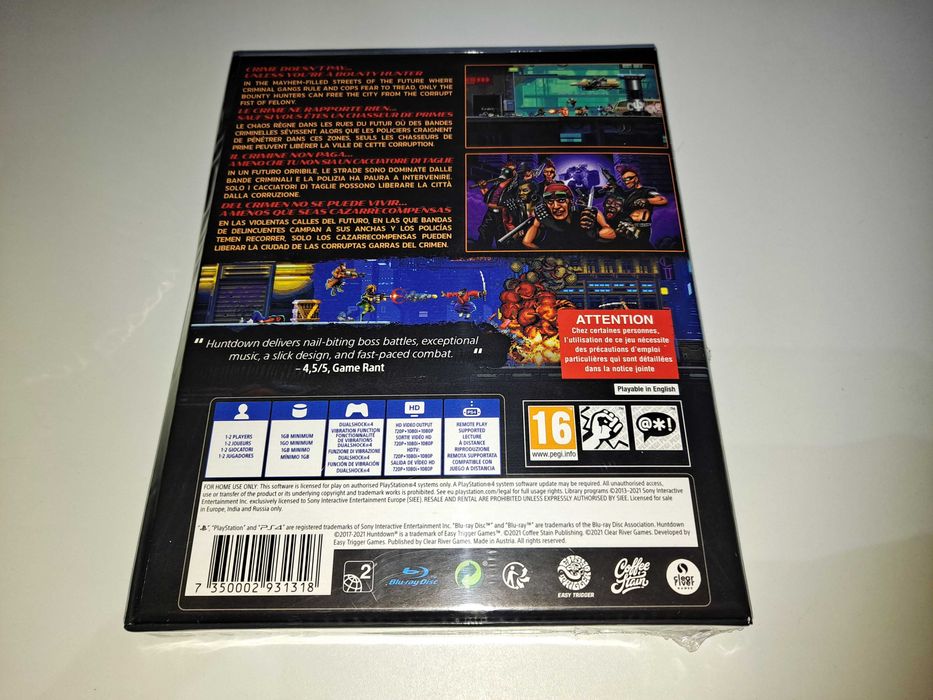 CRIME DOESN'T PAY...
UNLESS YOU'RE A BOUNTY HUNTER
IN THE MAYHEM-FILLED STREETS OF THE FUTURE WHERE
CRIMINAL GANGS RULE AND COPS FEAR TO TREAD, ONLY THE
BOUNTY HUNTERS CAN FREE THE CITY FROM THE CORRUPT
FIST OF FELONY.
LE CRIME NE RAPPORTE RIEN...
SAUF SI VOUS ÊTES UN CHASSEUR DE PRIMES
LE CHAOS RÈGNE DANS LES RUES DU FUTUR OÙ DES BANDES
CRIMINELLES SÉVISSENT. ALORS QUE LES POLICIERS CRAIGNENT
DE PÉNÉTRER DANS CES ZONES, SEULS LES CHASSEURS DE
PRIME PEUVENT LIBÉRER LA VILLE DE CETTE CORRUPTION.
IL CRIMINE NON PAGA...
A MENO CHE TU NON SIA UN CACCIATORE DI TAGLIE
IN UN FUTURO ORRIBILE, LE STRADE SONO DOMINATE DALLE
BANDE CRIMINALI E LA POLIZIA HA PAURA A INTERVENIRE.
SOLO I CACCIATORI DI TAGLIE POSSONO LIBERARE LA CITTÀ
DALLA CORRUZIONE.
DEL CRIMEN NO SE PUEDE VIVIR...
A MENOS QUE SEAS CAZARRECOMPENSAS
EN LAS VIOLENTAS CALLES DEL FUTURO, EN LAS QUE BANDAS
DE DELINCUENTES CAMPAN A SUS ANCHAS Y LOS POLICÍAS
TEMEN RECORRER, SOLO LOS CAZARRECOMPENSAS PUEDEN
LIBERAR LA CIUDAD DE LAS CORRUPTAS GARRAS DEL CRIMEN.
" Huntdown delivers nail-biting boss battles, exceptional
music, a slick design, and fast-paced combat. "
– 4,5/5, Game Rant
ATTENTION
Chez certaines personnes,
l'utilisation de ce jeu nécessite
des précautions d'emploi
particulières qui sont détaillées
dans la notice jointe
Playable in English
1-2 PLAYERS
1-2 JOUEURS
1-2 GIOCATORI
1-2 JUGADORES
1GB MINIMUM
1GO MINIMUM
1GB MINIMO
MÍNIMO 1GB
DUALSHOCK®4
VIBRATION FUNCTION
FONCTIONNALITÉ
DE VIBRATIONS
DUALSHOCK®4
FUNZIONE DI VIBRAZIONE
DUALSHOCK®4
FUNCIÓN DE VIBRACIÓN
DUALSHOCK®4
HD
HD VIDEO OUTPUT
720P•1080i•1080P
SORTIE VIDÉO HD
720P•1080i•1080P
HDTV:
720P•1080i•1080P
SALIDA DE VÍDEO HD
720P•1080i•1080P
PS4
REMOTE PLAY
SUPPORTED
LECTURE
À DISTANCE
RIPRODUZIONE
REMOTA SUPPORTATA
COMPATIBLE CON
JUEGO A DISTANCIA
16
www.pegi.info
@*!
FOR HOME USE ONLY: This software is licensed for play on authorised PlayStation®4 systems only. A PlayStation®4 system software update may be required. All unauthorised access,
use or transfer of the product or its underlying copyright and trademark works is prohibited. See eu.playstation.com/legal for full usage rights. Library programs ©2013–2021 Sony Interactive
Entertainment Inc. exclusively licensed to Sony Interactive Entertainment Europe (SIEE). RESALE AND RENTAL ARE PROHIBITED UNLESS EXPRESSLY AUTHORISED BY SIEE. Licensed for sale
in Europe, India and Russia only.
", "PlayStation" and "PS4" are registered trademarks of Sony Interactive Entertainment Inc. "Blu-ray Disc™" and "Blu-ray™" are trademarks of the Blu-ray Disc Association. Huntdown
©2017-2021 Huntdown® is a trademark of Easy Trigger Games™. ©2021 Coffee Stain Publishing. ©2021 Clear River Games. Developed by
Easy Trigger Games. Published by Clear River Games. Made in Austria. All rights reserved.
7 350002 931318
2
Blu-ray Disc
EASY TRIGGER
Coffee
Stain
clear
river
GAMES